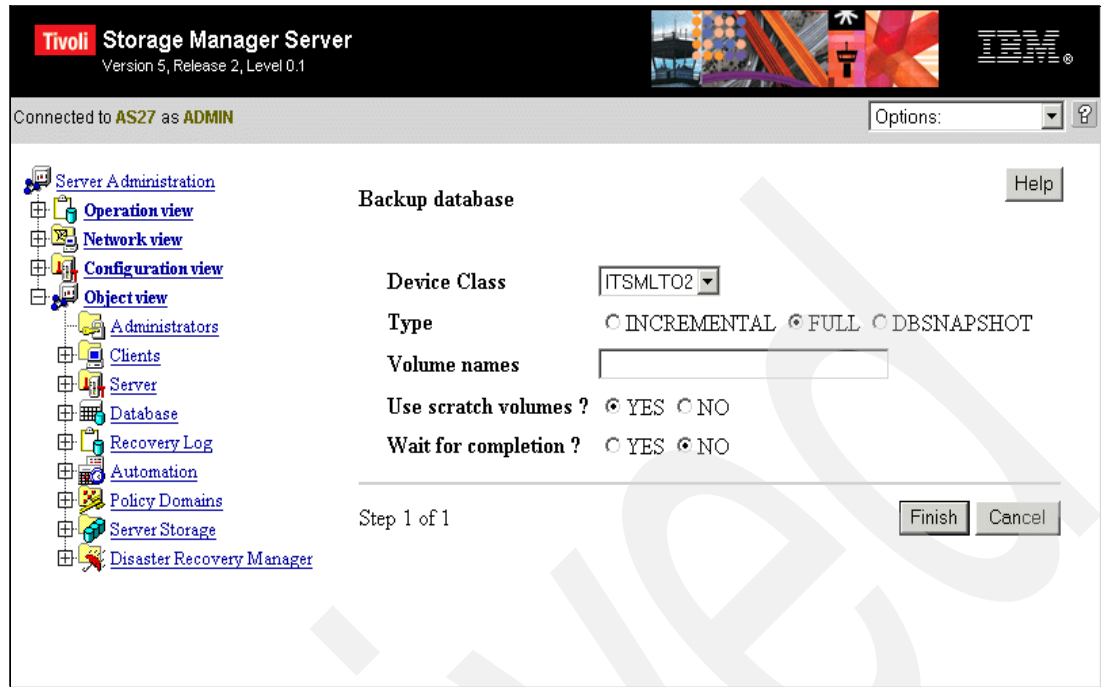 Tivoli Storage Manager Server
Version 5, Release 2, Level 0.1
IBM®
Connected to AS27 as ADMIN
Options:
?
Server Administration
Operation view
Network view
Configuration view
Object view
Administrators
Clients
Server
Database
Recovery Log
Automation
Policy Domains
Server Storage
Disaster Recovery Manager
Help
Backup database
Device Class ITSMLTO2
Type INCREMENTAL FULL DBSNAPSHOT
Volume names
Use scratch volumes ? YES NO
Wait for completion ? YES NO
Step 1 of 1
Finish Cancel